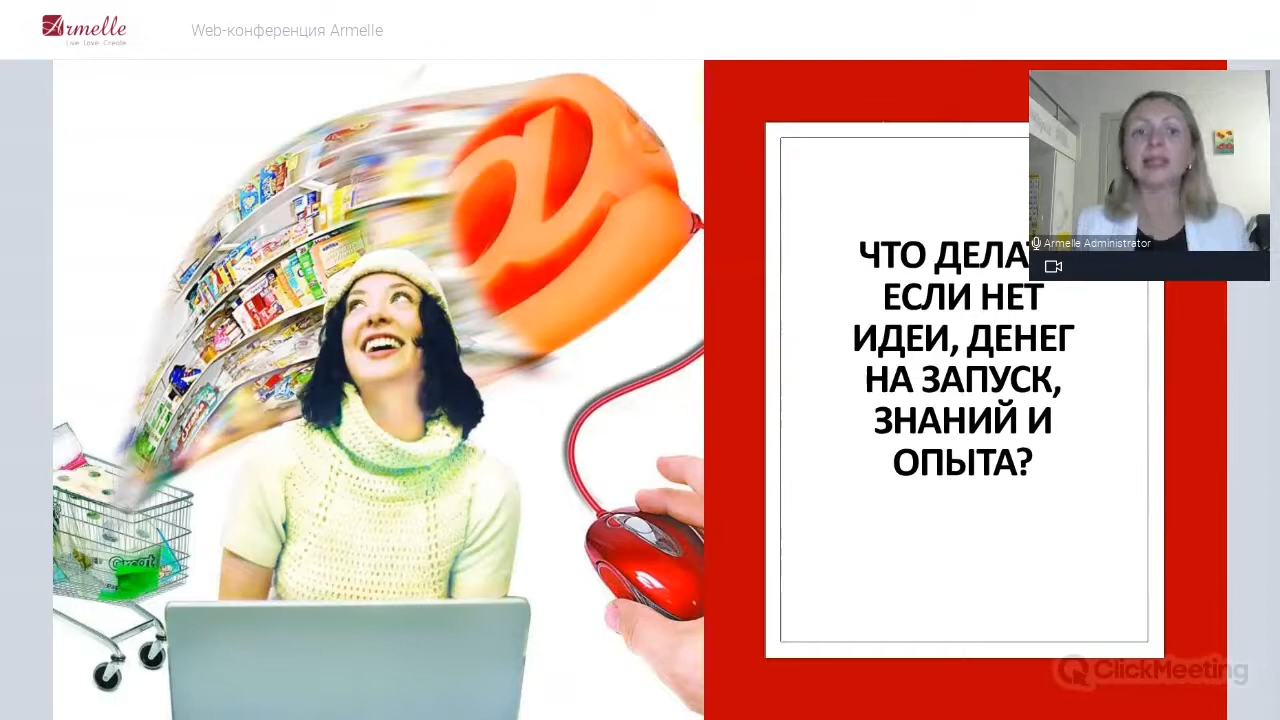 Armelle
Live Love Create
Web-конференция Armelle
Armelle Administrator
ЧТО ДЕЛА
ЕСЛИ НЕТ
ИДЕИ, ДЕНЕГ
НА ЗАПУСК,
ЗНАНИЙ И
ОПЫТА?
@
ClickMeeting